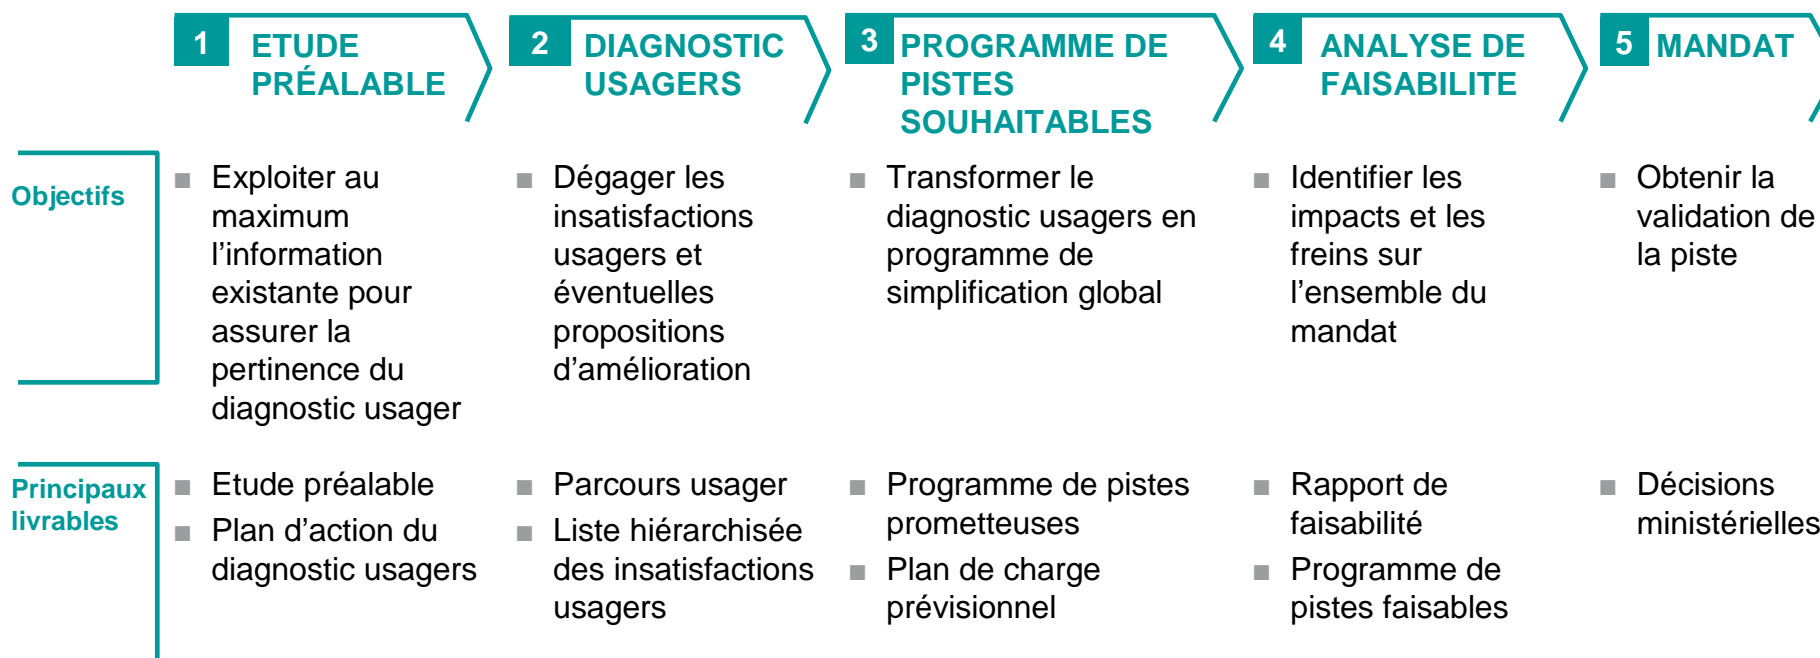 1 ETUDE
PRÉALABLE
2 DIAGNOSTIC
USAGERS
3 PROGRAMME DE
PISTES
SOUHAITABLES
4 ANALYSE DE
FAISABILITE
5 MANDAT
Objectifs
■ Exploiter au
maximum
l’information
existante pour
assurer la
pertinence du
diagnostic usager
■ Dégager les
insatisfactions
usagers et
éventuelles
propositions
d’amélioration
■ Transformer le
diagnostic usagers en
programme de
simplification global
■ Identifier les
impacts et les
freins sur
l’ensemble du
mandat
■ Obtenir la
validation de
la piste
Principaux
livrables
■ Etude préalable
■ Plan d’action du
diagnostic usagers
■ Parcours usager
■ Liste hiérarchisée
des insatisfactions
usagers
■ Programme de pistes
prometteuses
■ Plan de charge
prévisionnel
■ Rapport de
faisabilité
■ Programme de
pistes faisables
■ Décisions
ministérielles